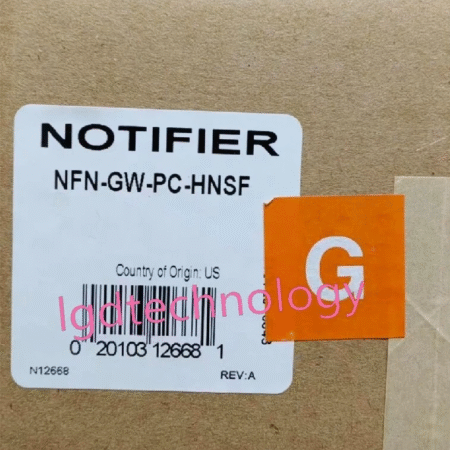 NOTIFIER
NFN-GW-PC-HNSF
G
Country of Origin: US
lgdtechnology
0 20103 12668 1
N12668
REV:A